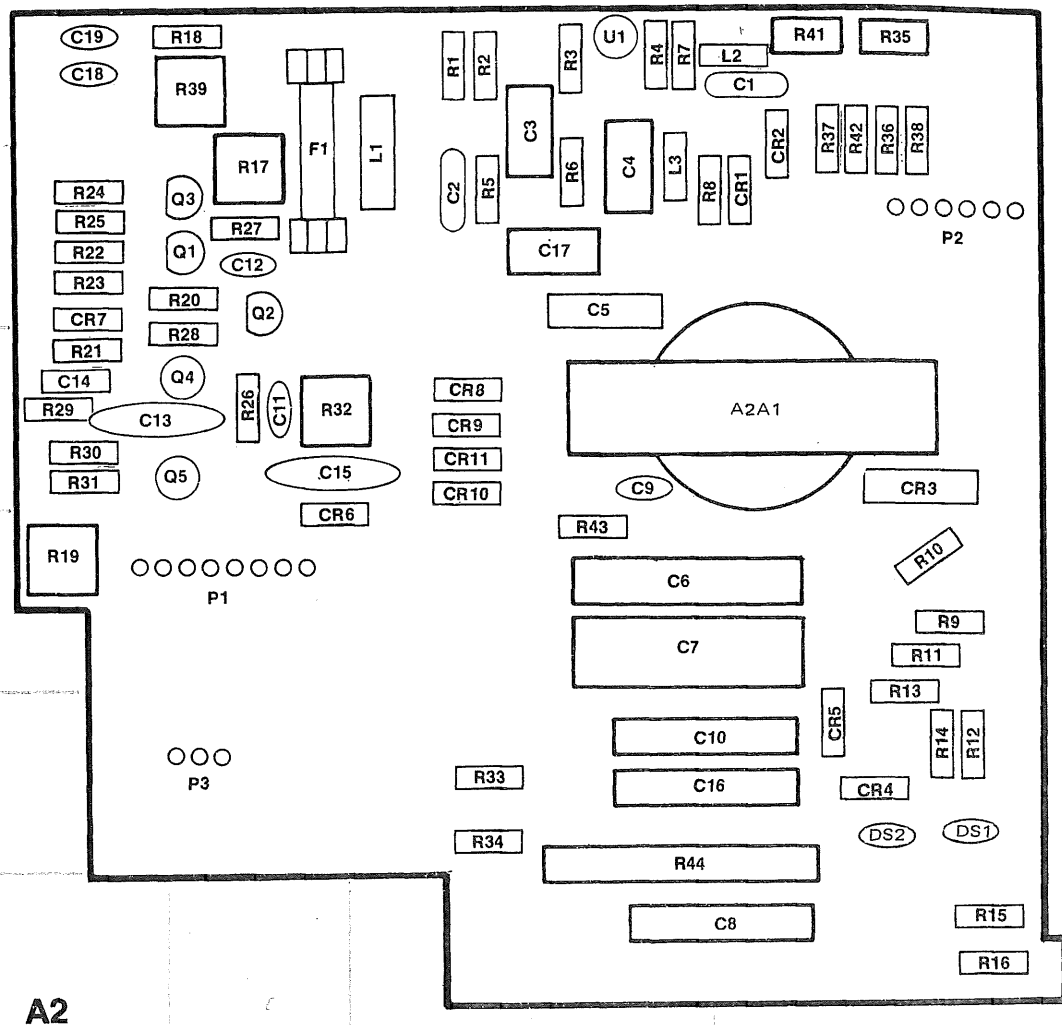 C19 R18 U1 R41 R35
R1 R2 R3 R4 R7 L2
C18 R39 C1
F1 L1 C3 C4 CR2 R37 R42 R36 R38
R17 R6 L3
C2 R5 R8 CR1
R24 Q3
R25 R27 P2
R22 Q1 C12 C17
R23 R20 Q2 C5
CR7 R28
R21
C14 Q4 CR8
R29 C13 R26 C11 R32 A2A1
CR9
R30 CR11
R31 Q5 C15 CR10 C9 CR3
CR6 R43
R19 R10
P1 C6
R9
C7 R11
R13
C10 CR5 R14 R12
P3 R33 C16 CR4
R34 DS2 DS1
R44
C8 R15
R16
A2